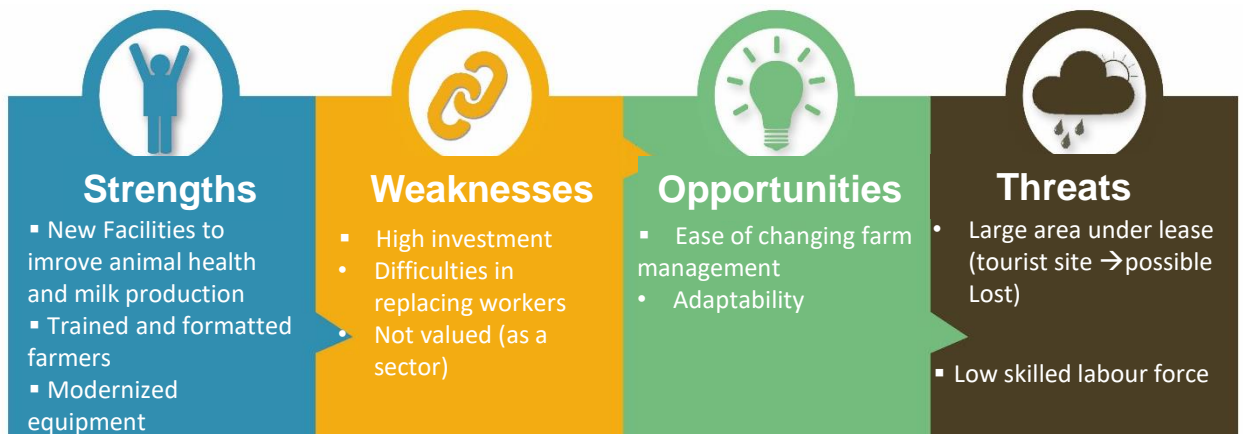 Strengths
▪ New Facilities to
imrove animal health
and milk production
▪ Trained and formatted
farmers
▪ Modernized
equipment
Weaknesses
▪ High investment
• Difficulties in
replacing workers
• Not valued (as a
sector)
Opportunities
▪ Ease of changing farm
management
• Adaptability
Threats
• Large area under lease
(tourist site →possible
Lost)
▪ Low skilled labour force